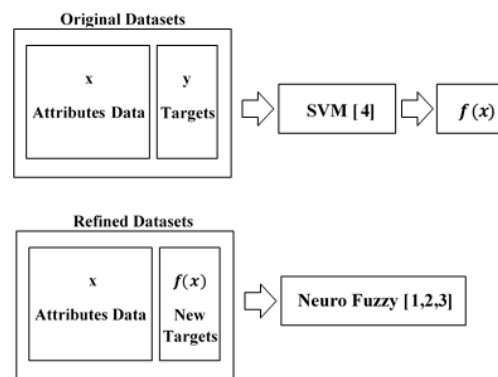 Original Datasets
x
Attributes Data
y
Targets
SVM [4]
f(x)
Refined Datasets
x
Attributes Data
f(x)
New
Targets
Neuro Fuzzy [1,2,3]